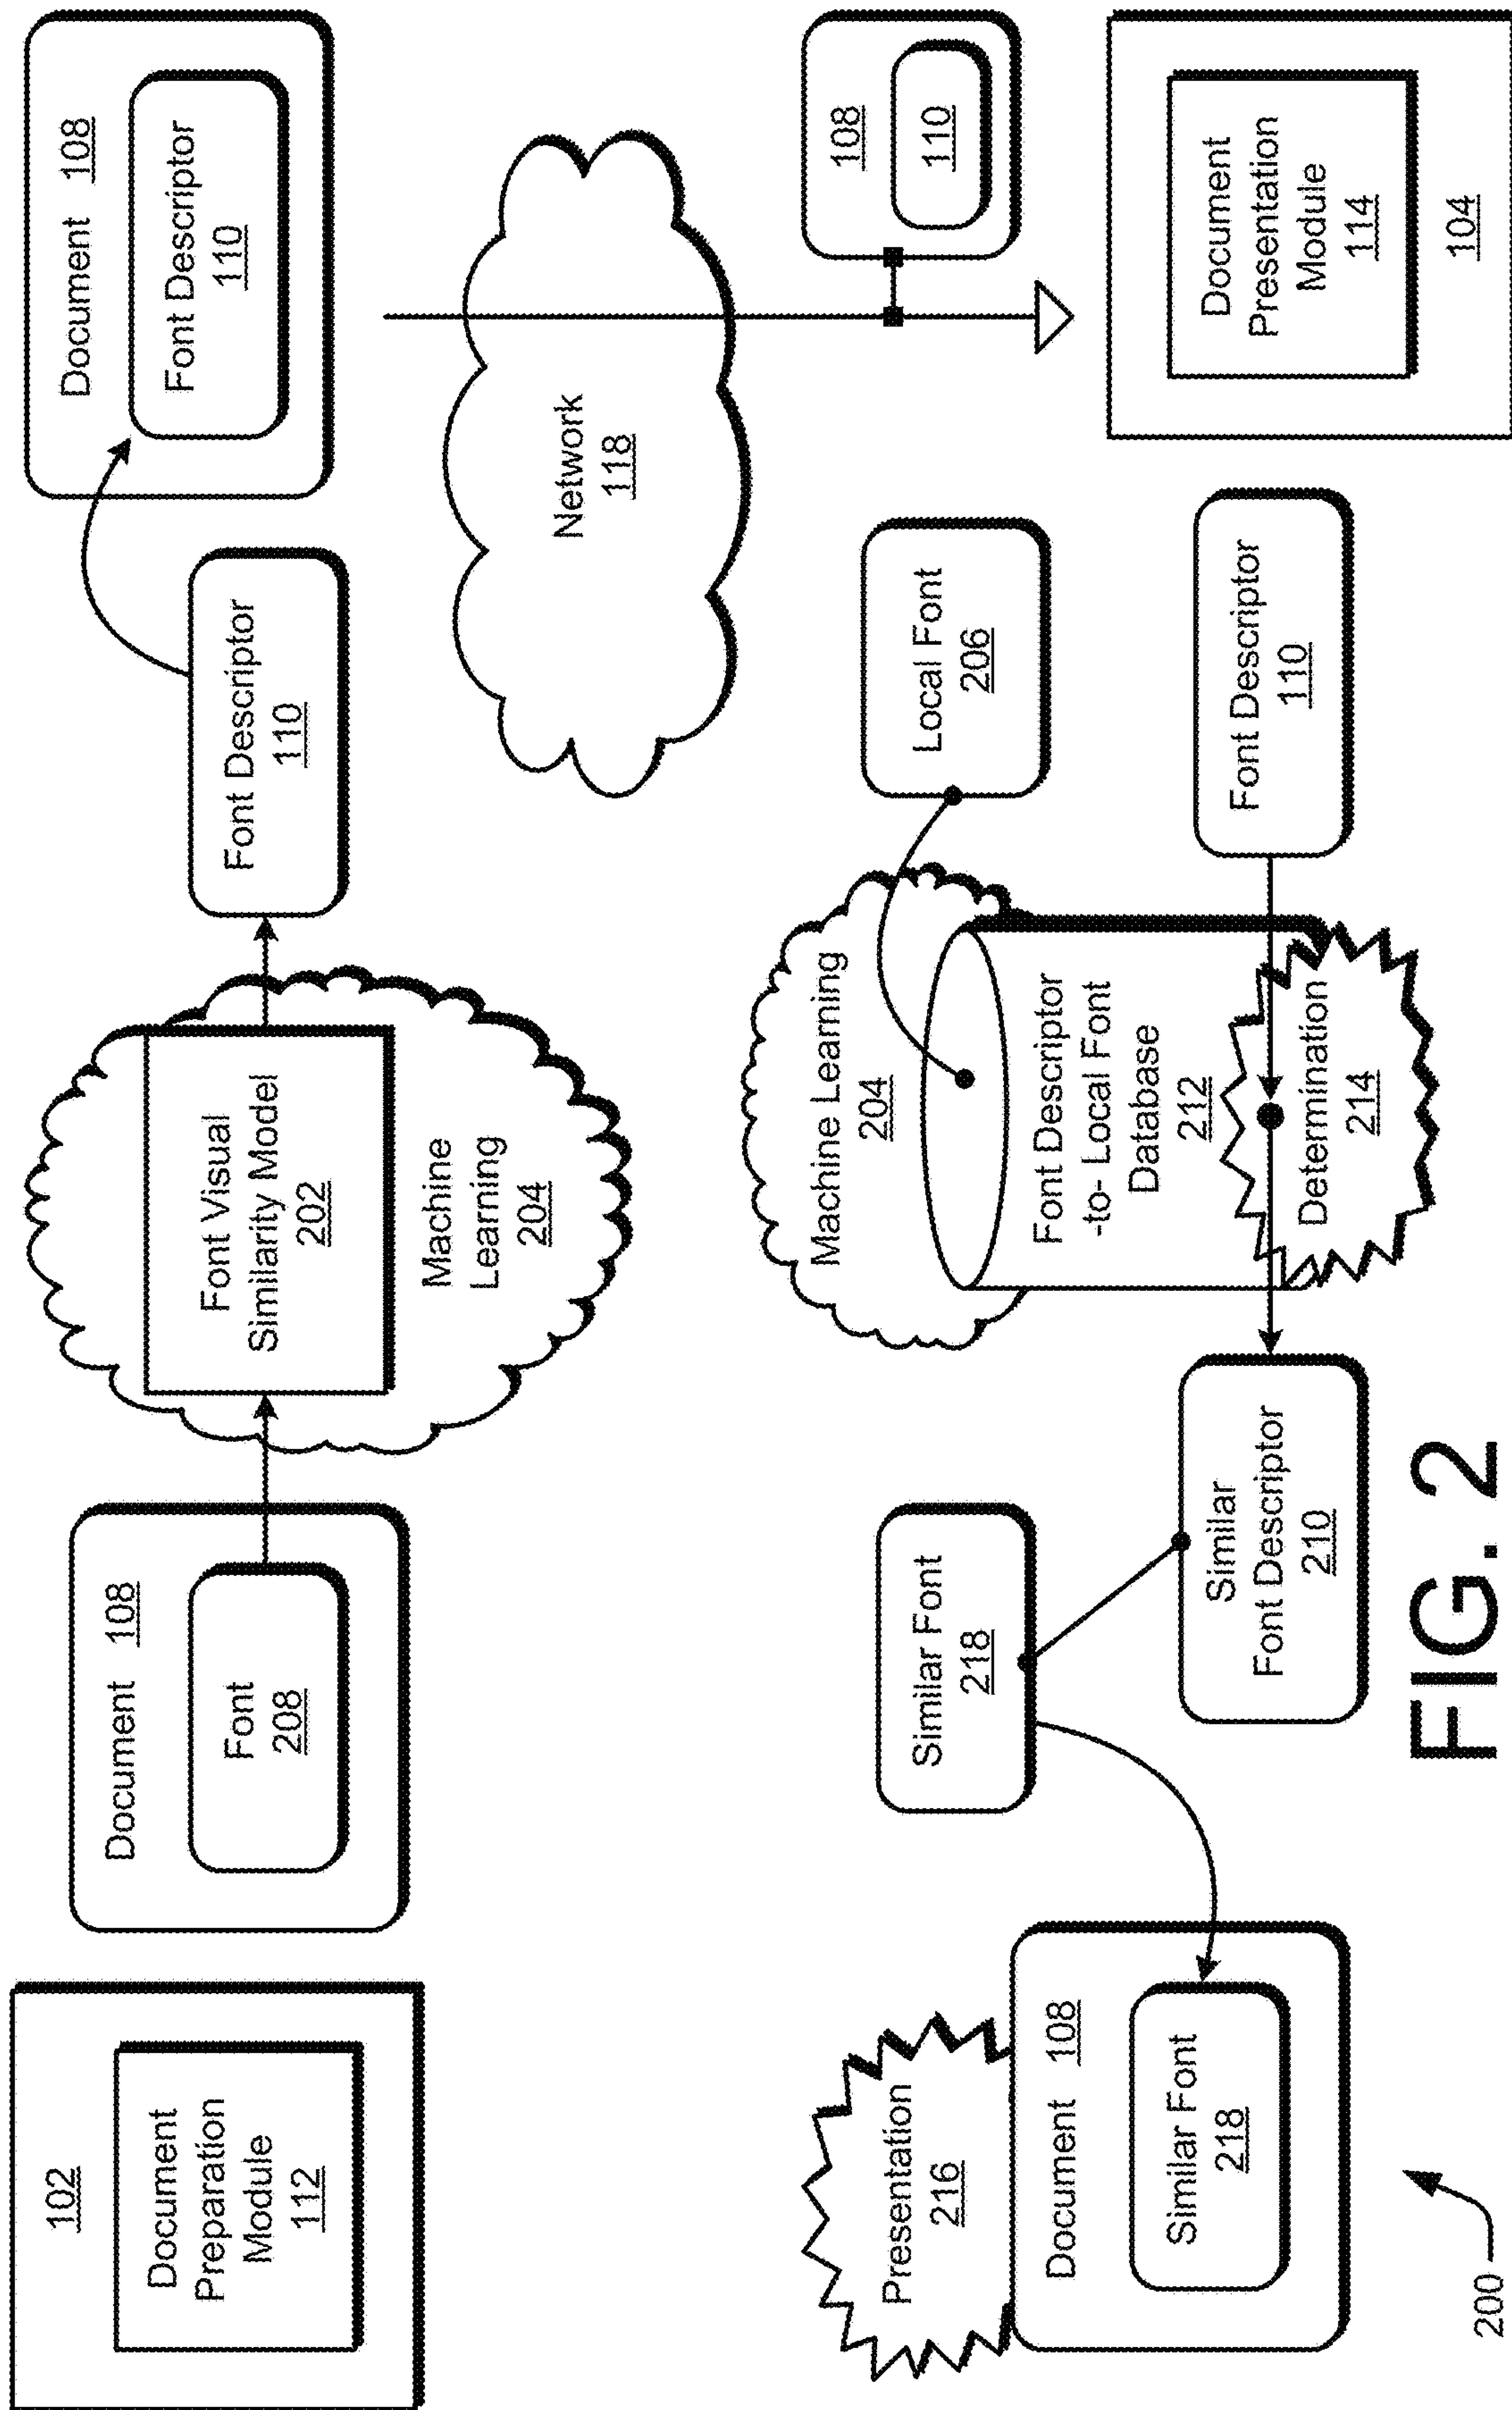 102
Document
Preparation
Module
112
Document 108
Font
208
Font Visual
Similarity Model
202
Machine
Learning
204
Font Descriptor
110
Document 108
Font Descriptor
110
Network
118
108
110
Presentation
216
Document 108
Similar Font
218
Similar Font
218
Similar
Font Descriptor
210
Machine Learning
204
Font Descriptor
-to- Local Font
Database
212
Determination
214
Local Font
206
Font Descriptor
110
Document
Presentation
Module
114
104
200
FIG. 2